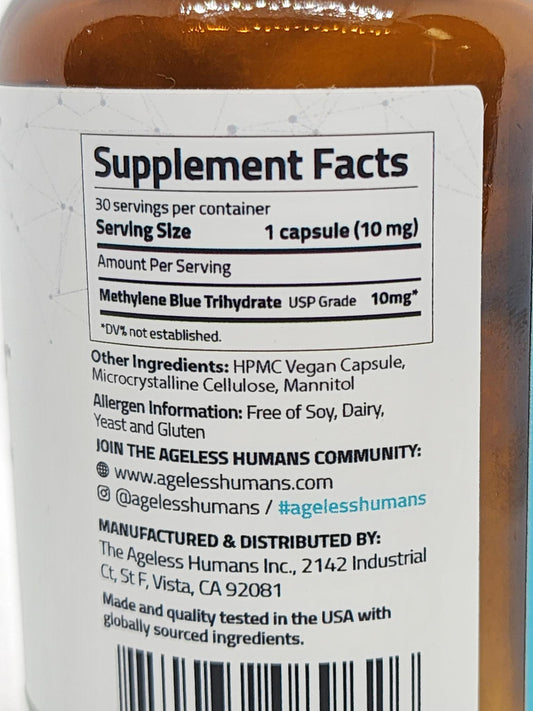 Supplement Facts
30 servings per container
Serving Size 1 capsule (10 mg)
Amount Per Serving
Methylene Blue Trihydrate USP Grade 10mg*
*DV% not established.
Other Ingredients: HPMC Vegan Capsule,
Microcrystalline Cellulose, Mannitol
Allergen Information: Free of Soy, Dairy,
Yeast and Gluten
JOIN THE AGELESS HUMANS COMMUNITY:
www.agelesshumans.com
@agelesshumans / #agelesshumans
MANUFACTURED & DISTRIBUTED BY:
The Ageless Humans Inc., 2142 Industrial
Ct, St F, Vista, CA 92081
Made and quality tested in the USA with
globally sourced ingredients.